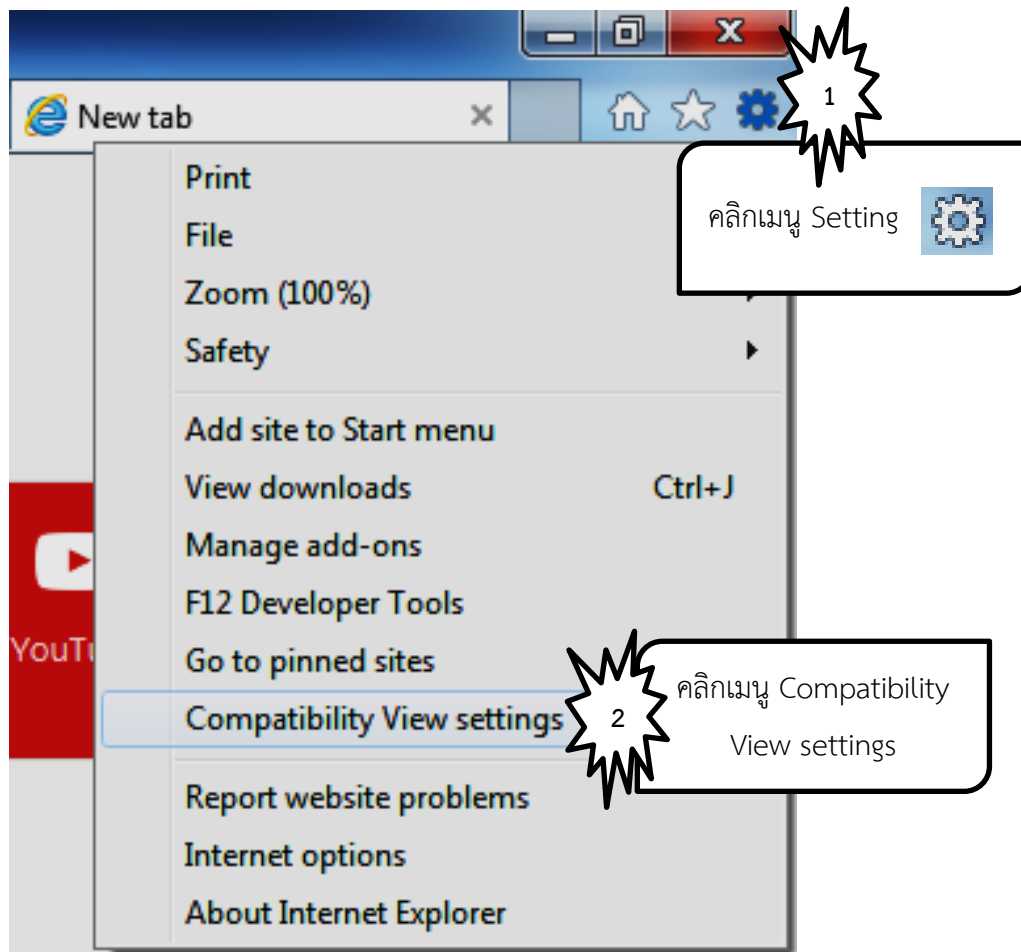 New tab
1
Print
คลิกเมนู Setting
File
Zoom (100%)
Safety
Add site to Start menu
View downloads Ctrl+J
Manage add-ons
F12 Developer Tools
YouTu
Go to pinned sites
คลิกเมนู Compatibility
View settings
2
Compatibility View settings
Report website problems
Internet options
About Internet Explorer